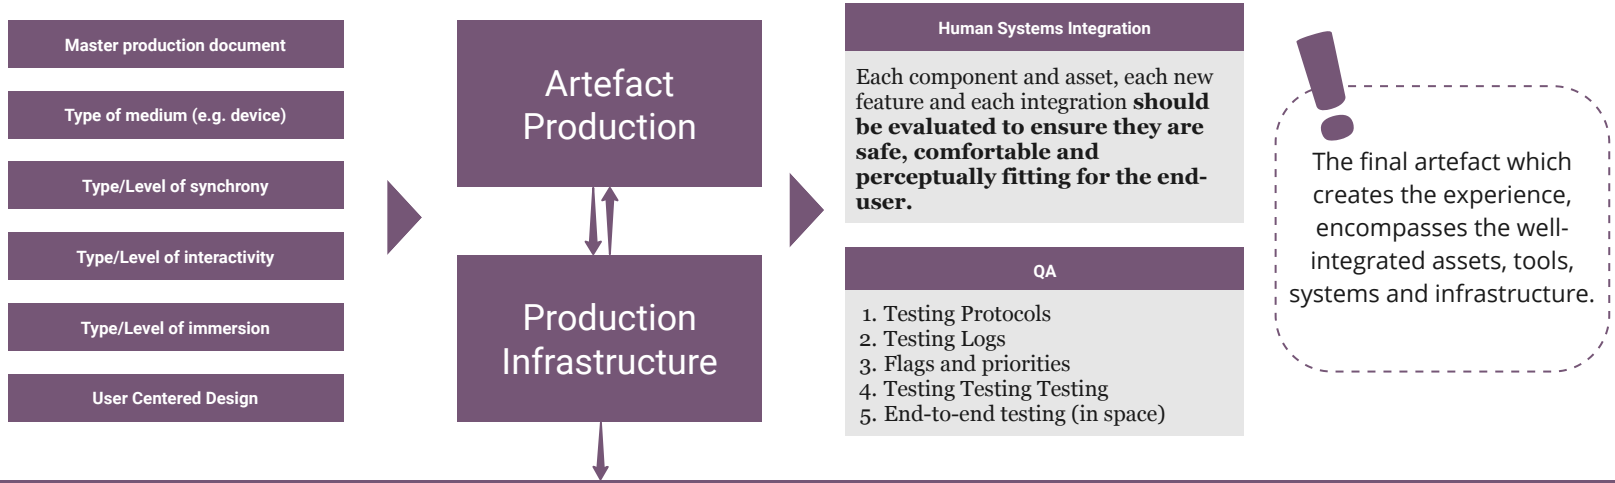 Master production document
Type of medium (e.g. device)
Type/Level of synchrony
Type/Level of interactivity
Type/Level of immersion
User Centered Design
Artefact
Production
Production
Infrastructure
Human Systems Integration
Each component and asset, each new
feature and each integration should
be evaluated to ensure they are
safe, comfortable and
perceptually fitting for the end-
user.
QA
1. Testing Protocols
2. Testing Logs
3. Flags and priorities
4. Testing Testing Testing
5. End-to-end testing (in space)
!
The final artefact which
creates the experience,
encompasses the well-
integrated assets, tools,
systems and infrastructure.